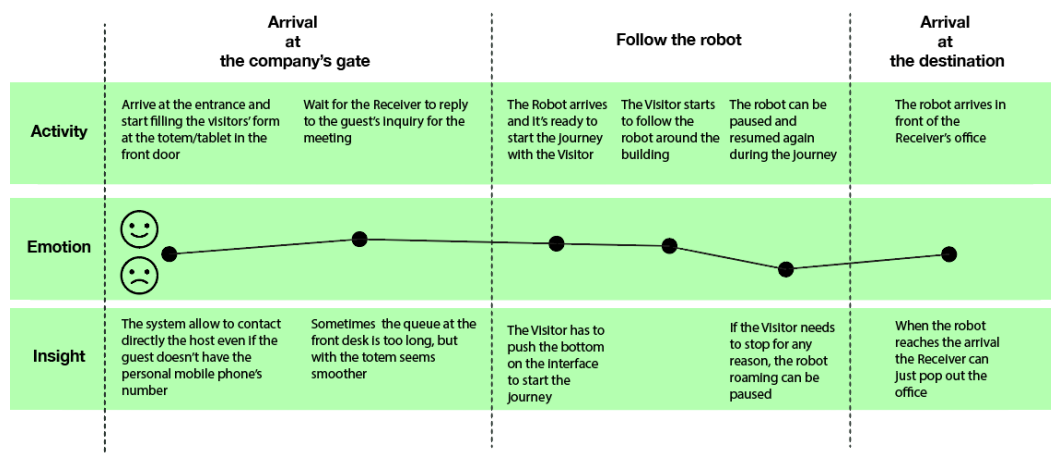 Arrival
at
the company's gate
Follow the robot
Arrival
at
the destination
Activity
Arrive at the entrance and
start filling the visitors' form
at the totem/tablet in the
front door
Wait for the Receiver to reply
to the guest's inquiry for the
meeting
The Robot arrives
and it's ready to
start the journey
with the Visitor
The Visitor starts
to follow the
robot around the
building
The robot can be
paused and
resumed again
during the journey
The robot arrives in
front of the
Receiver's office
Emotion
Insight
The system allow to contact
directly the host even if the
guest doesn't have the
personal mobile phone's
number
Sometimes the queue at the
front desk is too long, but
with the totem seems
smoother
The Visitor has to
push the bottom
on the interface
to start the
journey
If the Visitor needs
to stop for any
reason, the robot
roaming can be
paused
When the robot
reaches the arrival
the Receiver can
just pop out the
office